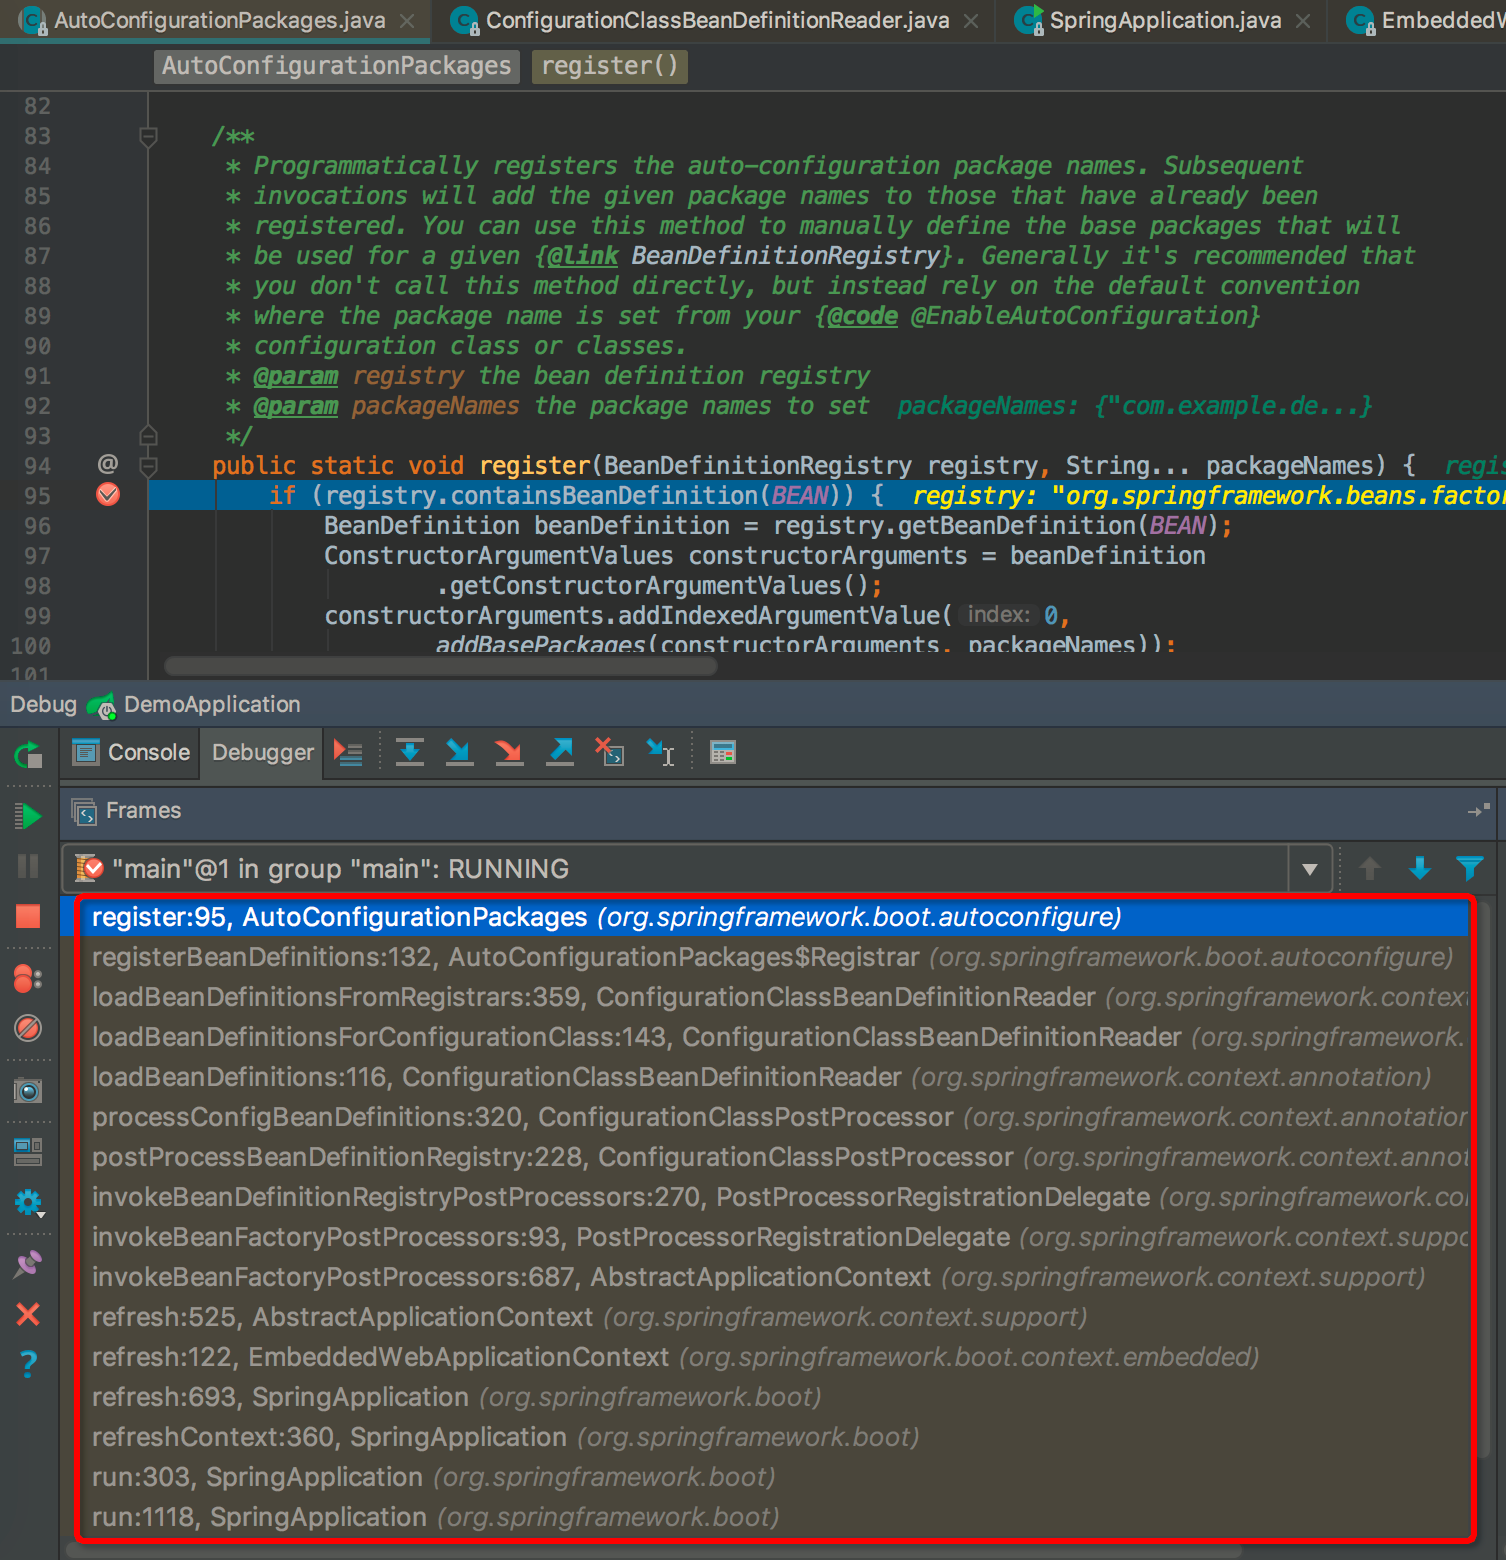 AutoConfigurationPackages.java ConfigurationClassBeanDefinitionReader.java SpringApplication.java
AutoConfigurationPackages register()
82
83 /**
84 * Programmatically registers the auto-configuration package names. Subsequent
85 * invocations will add the given package names to those that have already been
86 * registered. You can use this method to manually define the base packages that will
87 * be used for a given {@link BeanDefinitionRegistry}. Generally it's recommended that
88 * you don't call this method directly, but instead rely on the default convention
89 * where the package name is set from your {@code @EnableAutoConfiguration}
90 * configuration class or classes.
91 * @param registry the bean definition registry
92 * @param packageNames the package names to set packageNames: {"com.example.de...}
93 */
94 @ public static void register(BeanDefinitionRegistry registry, String... packageNames) {
95 if (registry.containsBeanDefinition(BEAN)) { registry: "org.springframework.beans.factor
96 BeanDefinition beanDefinition = registry.getBeanDefinition(BEAN);
97 ConstructorArgumentValues constructorArguments = beanDefinition
98 .getConstructorArgumentValues();
99 constructorArguments.addIndexedArgumentValue( index: 0,
100 addBasePackages(constructorArguments, packageNames));
101
Debug DemoApplication
Console Debugger
Frames
"main"@1 in group "main": RUNNING
register:95, AutoConfigurationPackages (org.springframework.boot.autoconfigure)
registerBeanDefinitions:132, AutoConfigurationPackages$Registrar (org.springframework.boot.autoconfigure)
loadBeanDefinitionsFromRegistrars:359, ConfigurationClassBeanDefinitionReader (org.springframework.context
loadBeanDefinitionsForConfigurationClass:143, ConfigurationClassBeanDefinitionReader (org.springframework.
loadBeanDefinitions:116, ConfigurationClassBeanDefinitionReader (org.springframework.context.annotation)
processConfigBeanDefinitions:320, ConfigurationClassPostProcessor (org.springframework.context.annotation
postProcessBeanDefinitionRegistry:228, ConfigurationClassPostProcessor (org.springframework.context.annot
invokeBeanDefinitionRegistryPostProcessors:270, PostProcessorRegistrationDelegate (org.springframework.co
invokeBeanFactoryPostProcessors:93, PostProcessorRegistrationDelegate (org.springframework.context.suppo
invokeBeanFactoryPostProcessors:687, AbstractApplicationContext (org.springframework.context.support)
refresh:525, AbstractApplicationContext (org.springframework.context.support)
refresh:122, EmbeddedWebApplicationContext (org.springframework.boot.context.embedded)
refresh:693, SpringApplication (org.springframework.boot)
refreshContext:360, SpringApplication (org.springframework.boot)
run:303, SpringApplication (org.springframework.boot)
run:1118, SpringApplication (org.springframework.boot)